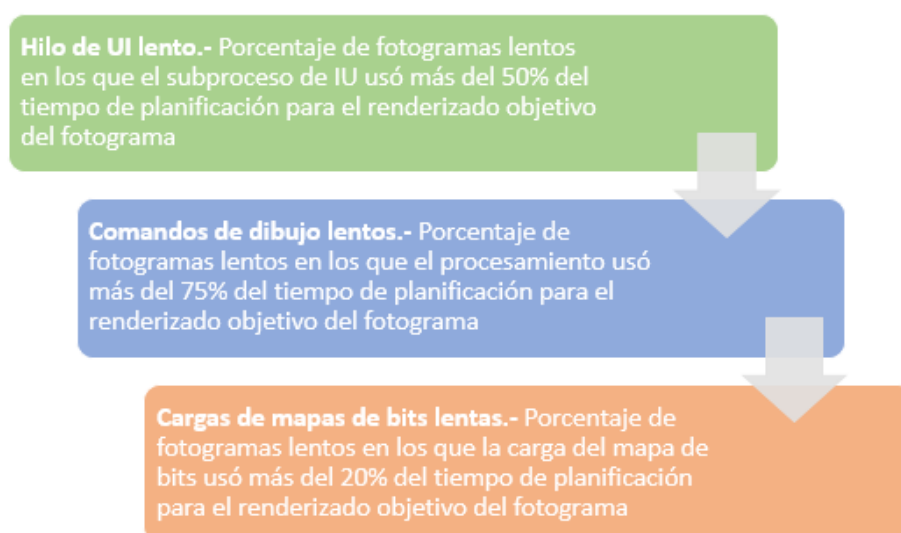 Hilo de UI lento.- Porcentaje de fotogramas lentos
en los que el subproceso de IU usó más del 50% del
tiempo de planificación para el renderizado objetivo
del fotograma
Comandos de dibujo lentos.- Porcentaje de
fotogramas lentos en los que el procesamiento usó
más del 75% del tiempo de planificación para el
renderizado objetivo del fotograma
Cargas de mapas de bits lentas.- Porcentaje de
fotogramas lentos en los que la carga del mapa de
bits usó más del 20% del tiempo de planificación
para el renderizado objetivo del fotograma